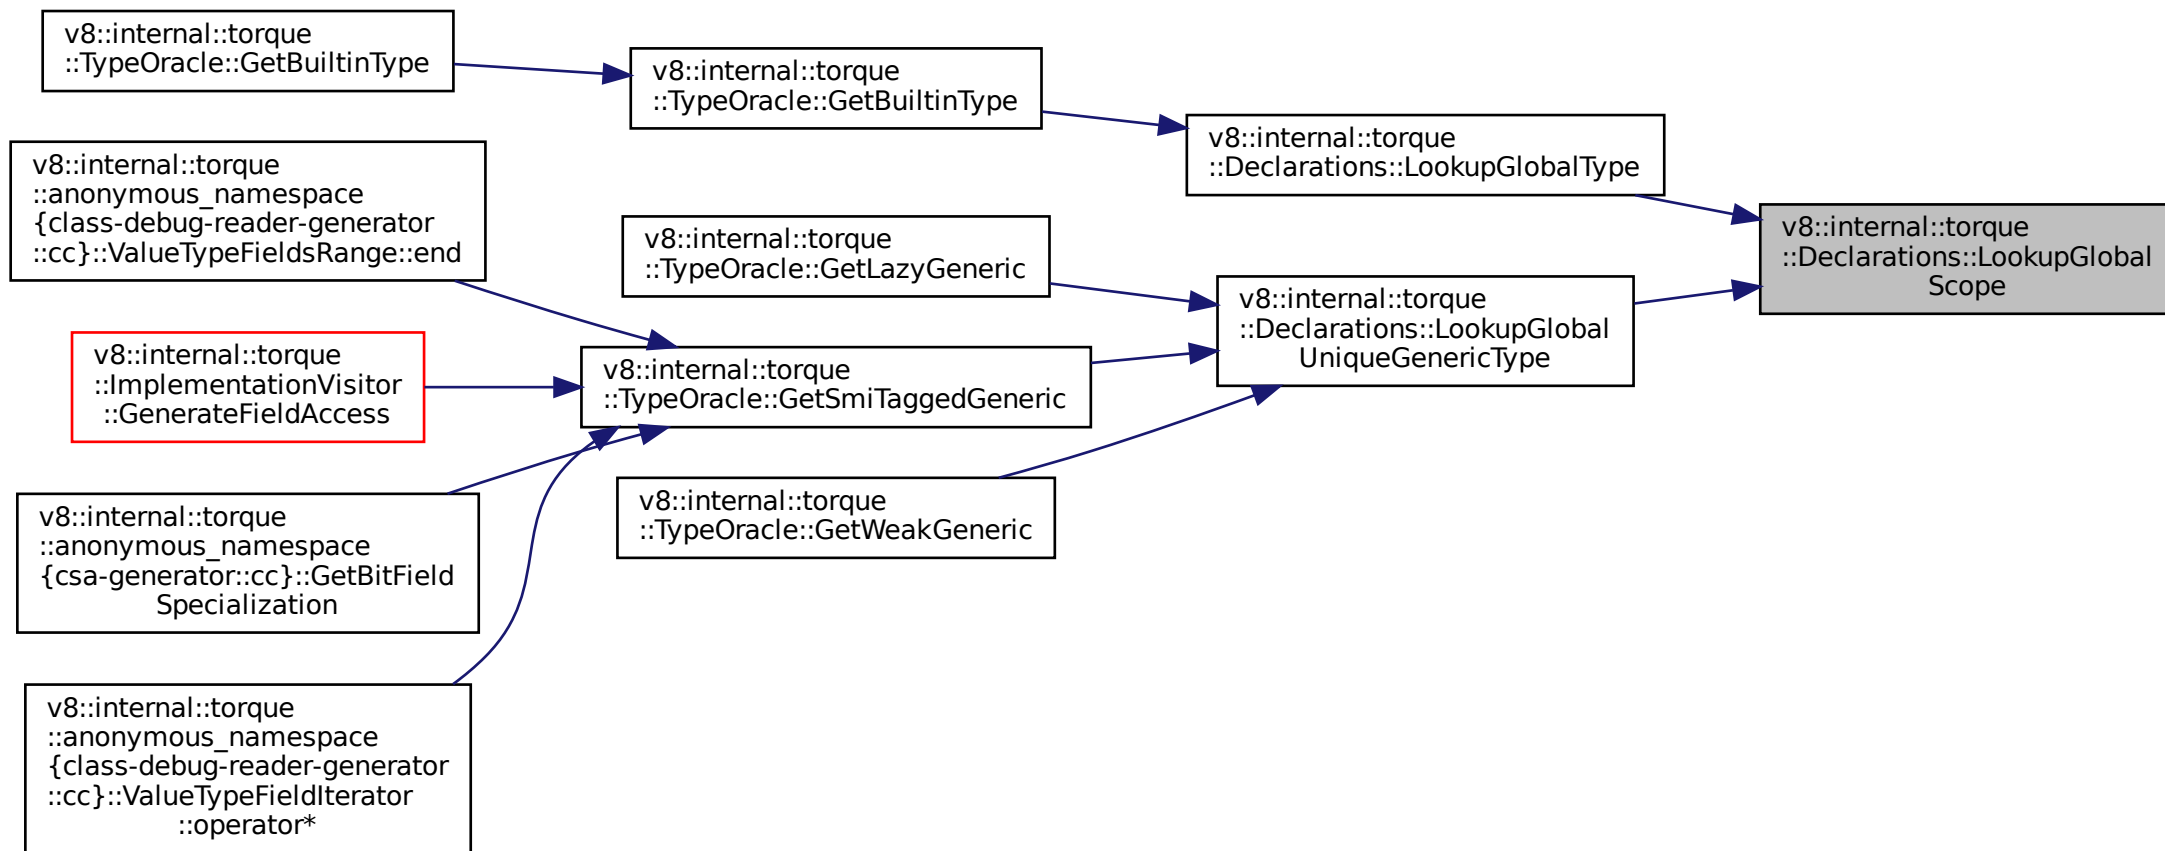 v8::internal::torque
::TypeOracle::GetBuiltinType
v8::internal::torque
::TypeOracle::GetBuiltinType
v8::internal::torque
::Declarations::LookupGlobalType
v8::internal::torque
::anonymous_namespace
{class-debug-reader-generator
::cc}::ValueTypeFieldsRange::end
v8::internal::torque
::TypeOracle::GetLazyGeneric
v8::internal::torque
::Declarations::LookupGlobal
Scope
v8::internal::torque
::Declarations::LookupGlobal
UniqueGenericType
v8::internal::torque
::ImplementationVisitor
::GenerateFieldAccess
v8::internal::torque
::TypeOracle::GetSmiTaggedGeneric
v8::internal::torque
::TypeOracle::GetWeakGeneric
v8::internal::torque
::anonymous_namespace
{csa-generator::cc}::GetBitField
Specialization
v8::internal::torque
::anonymous_namespace
{class-debug-reader-generator
::cc}::ValueTypeFieldIterator
::operator*